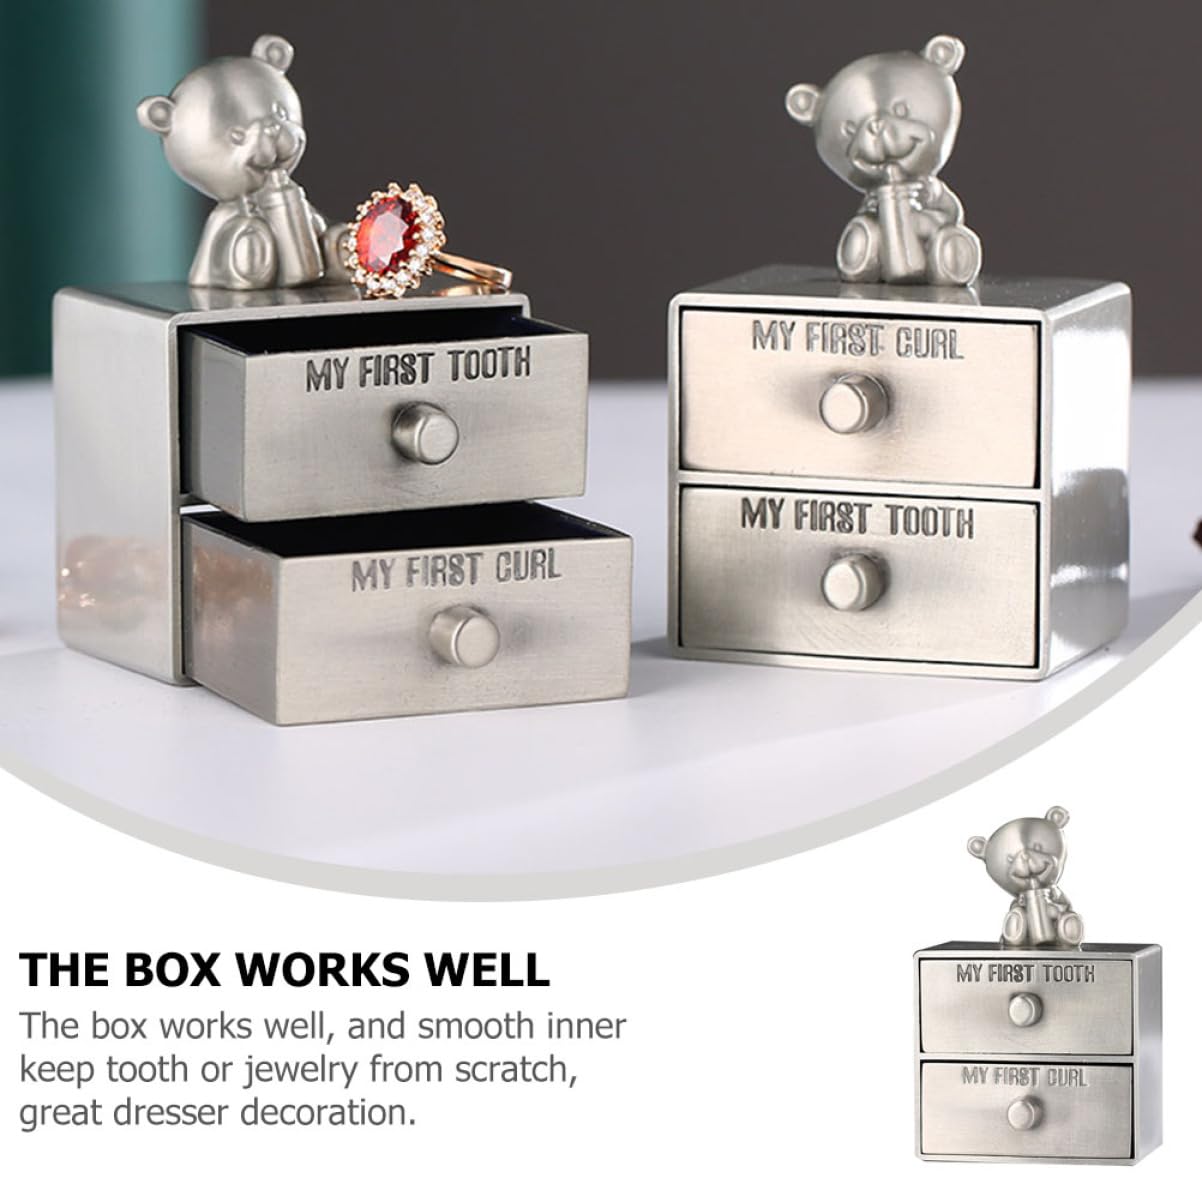 MY FIRST TOOTH
MY FIRST CURL
MY FIRST CURL
MY FIRST TOOTH
THE BOX WORKS WELL
The box works well, and smooth inner
keep tooth or jewelry from scratch,
great dresser decoration.
MY FIRST TOOTH
MY FIRST CURL